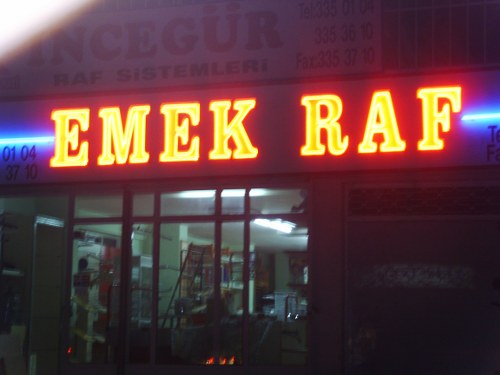 İNCEGÜR
RAF SİSTEMLERİ
Tel:335 01 04
335 36 10
Fax:335 37 10
EMEK RAF
01 04
37 10